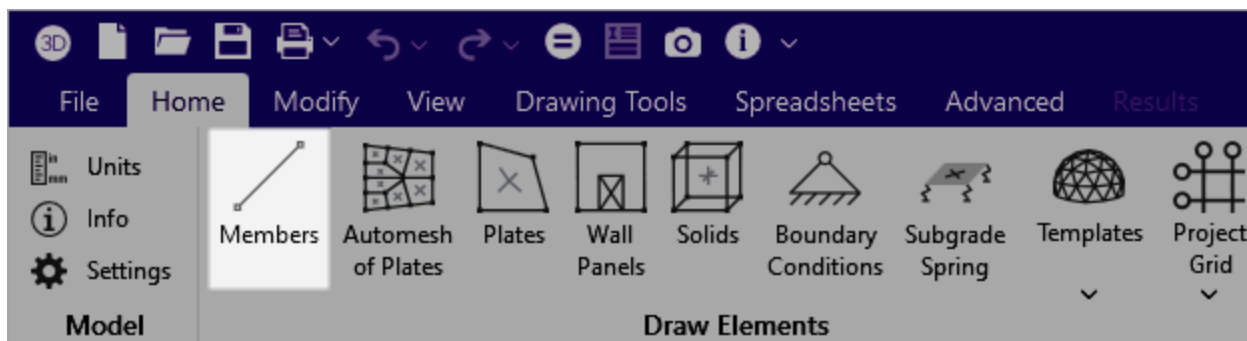 3D
File Home Modify View Drawing Tools Spreadsheets Advanced Results
in
mm
Units
Info
Settings
Model
Members
Automesh
of Plates
Plates
Wall
Panels
Solids
Boundary
Conditions
Subgrade
Spring
Templates
Project
Grid
Draw Elements